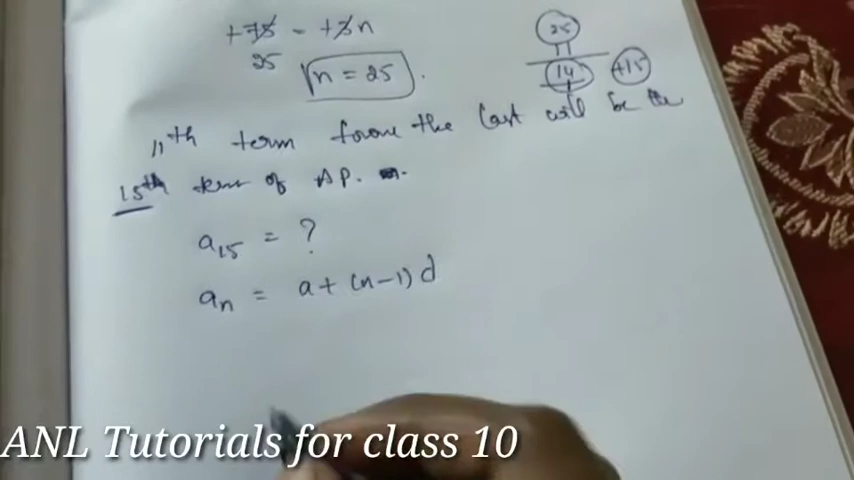 +75 = +3n
25
n = 25
25
11
14
+15
11th term from the last will be the
15th term of AP.
a15 = ?
an = a + (n-1) d
ANL Tutorials for class 10